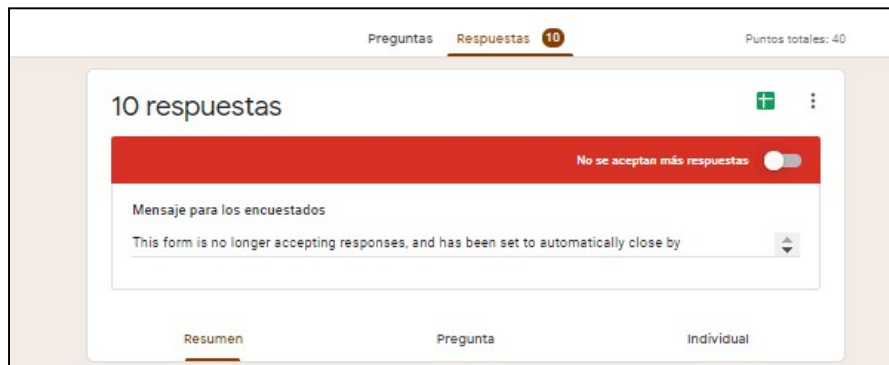 Preguntas Respuestas 10 Puntos totales: 40
10 respuestas
No se aceptan más respuestas
Mensaje para los encuestados
This form is no longer accepting responses, and has been set to automatically close by
Resumen Pregunta Individual